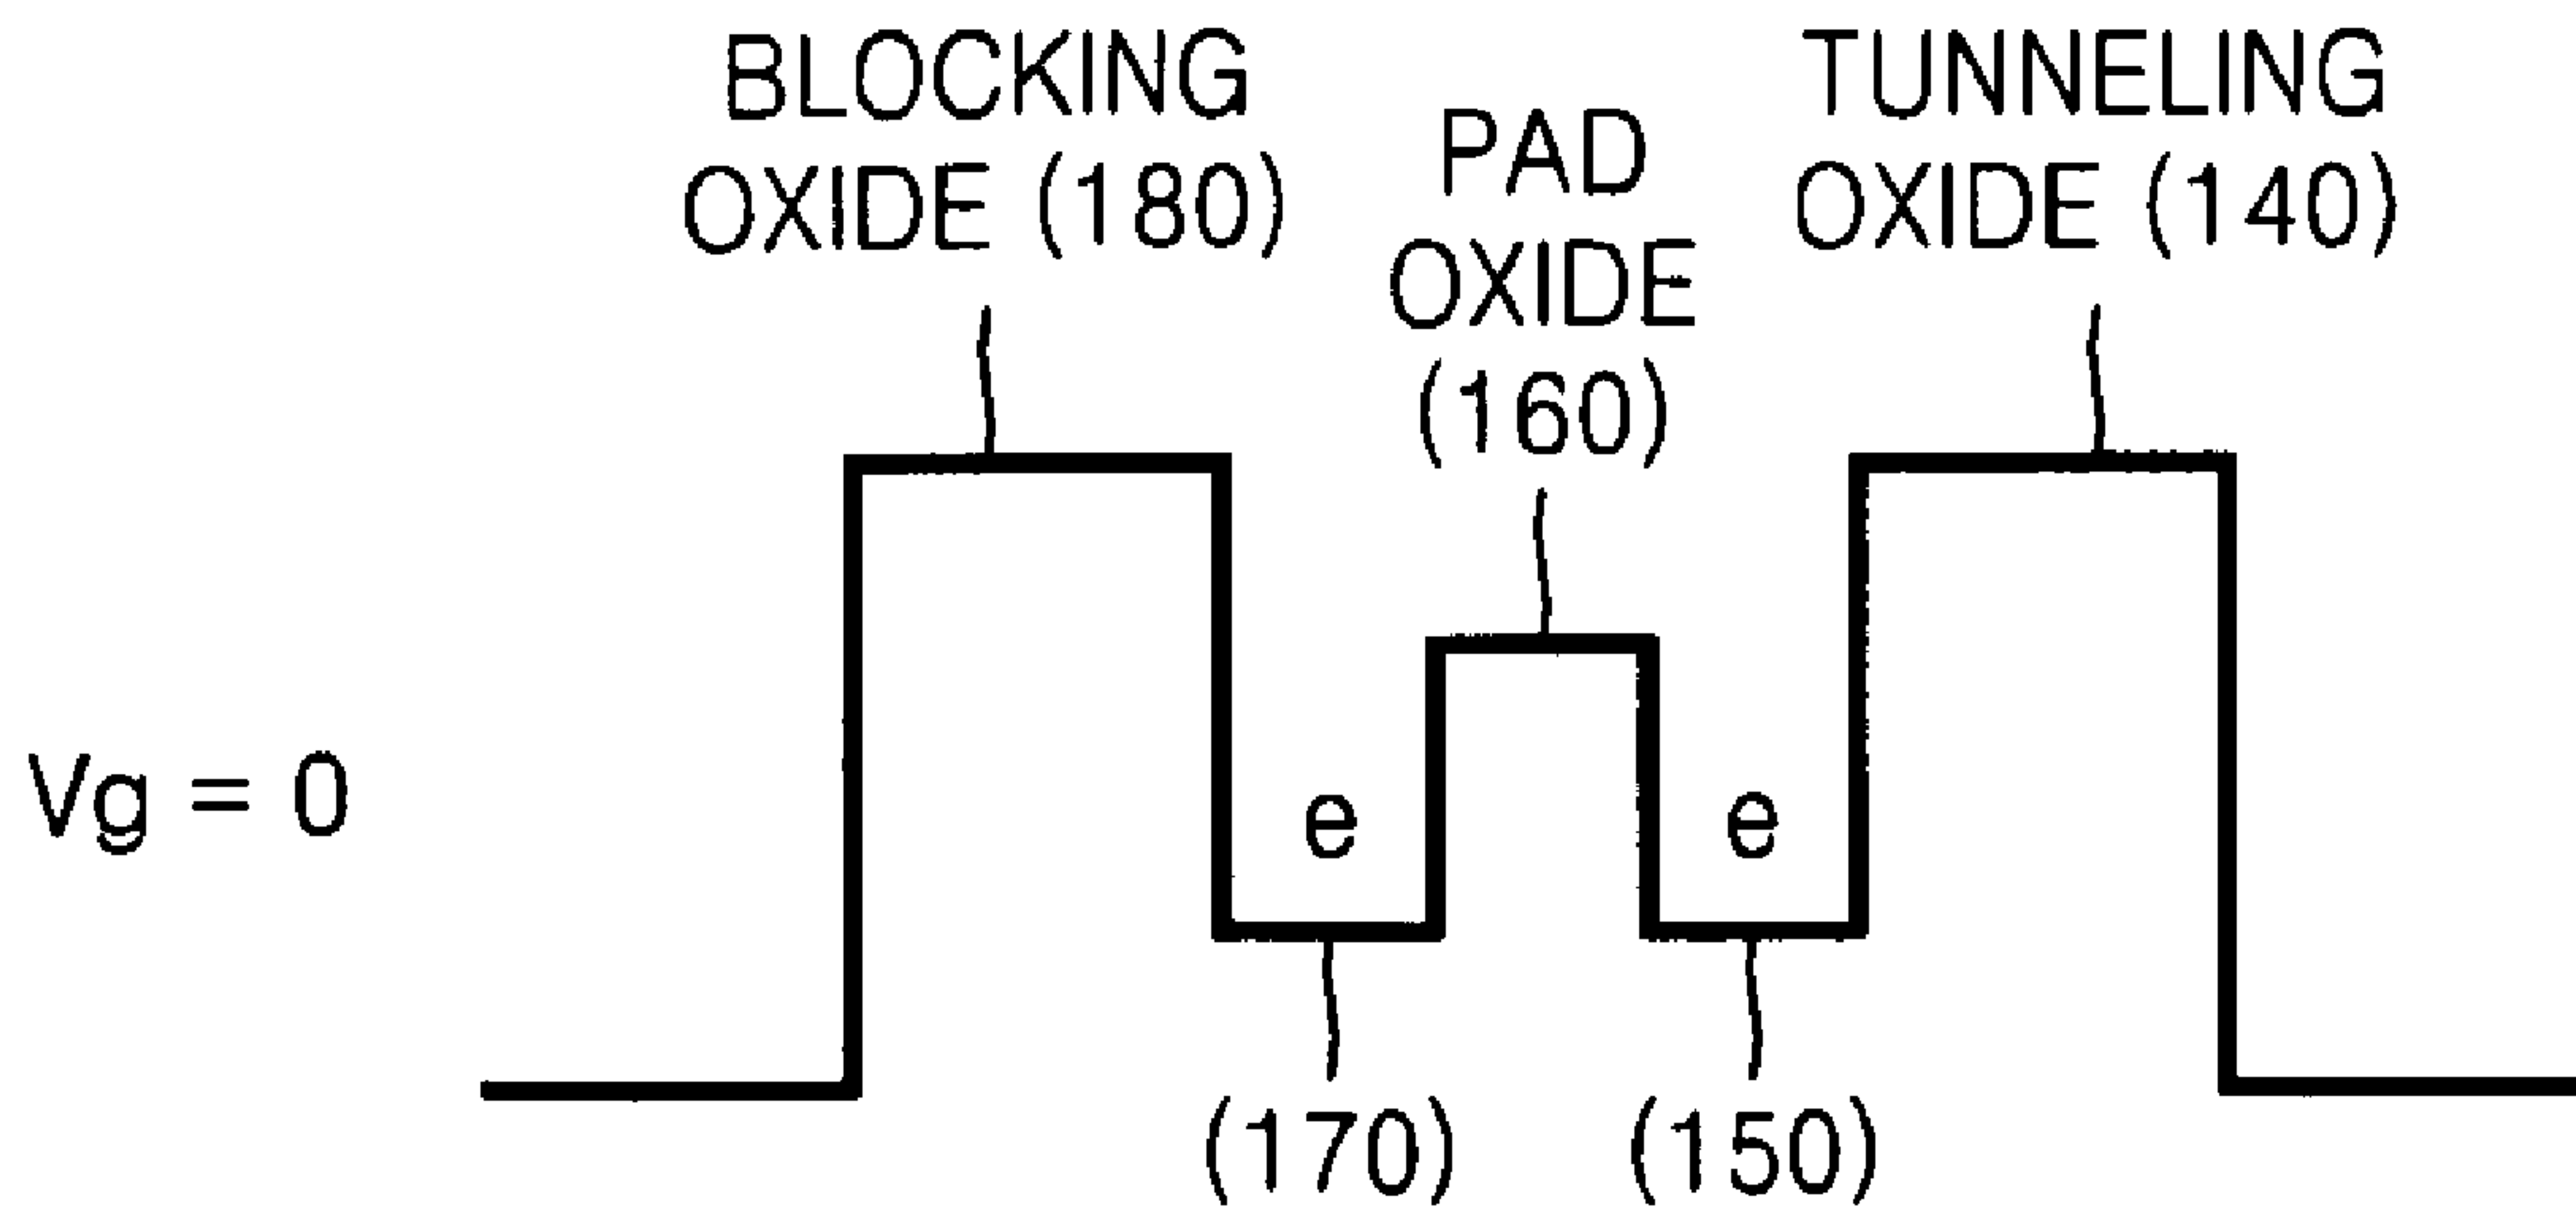 BLOCKING
OXIDE (180)
PAD
OXIDE
(160)
TUNNELING
OXIDE (140)
Vg = 0
e
e
(170)
(150)